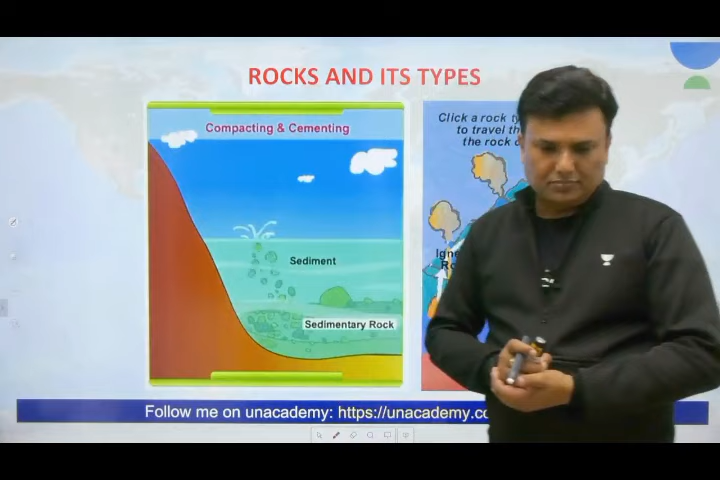 ROCKS AND ITS TYPES
Compacting & Cementing
Sediment
Sedimentary Rock
Click a rock
to travel
the rock
Follow me on unacademy: https://unacademy.